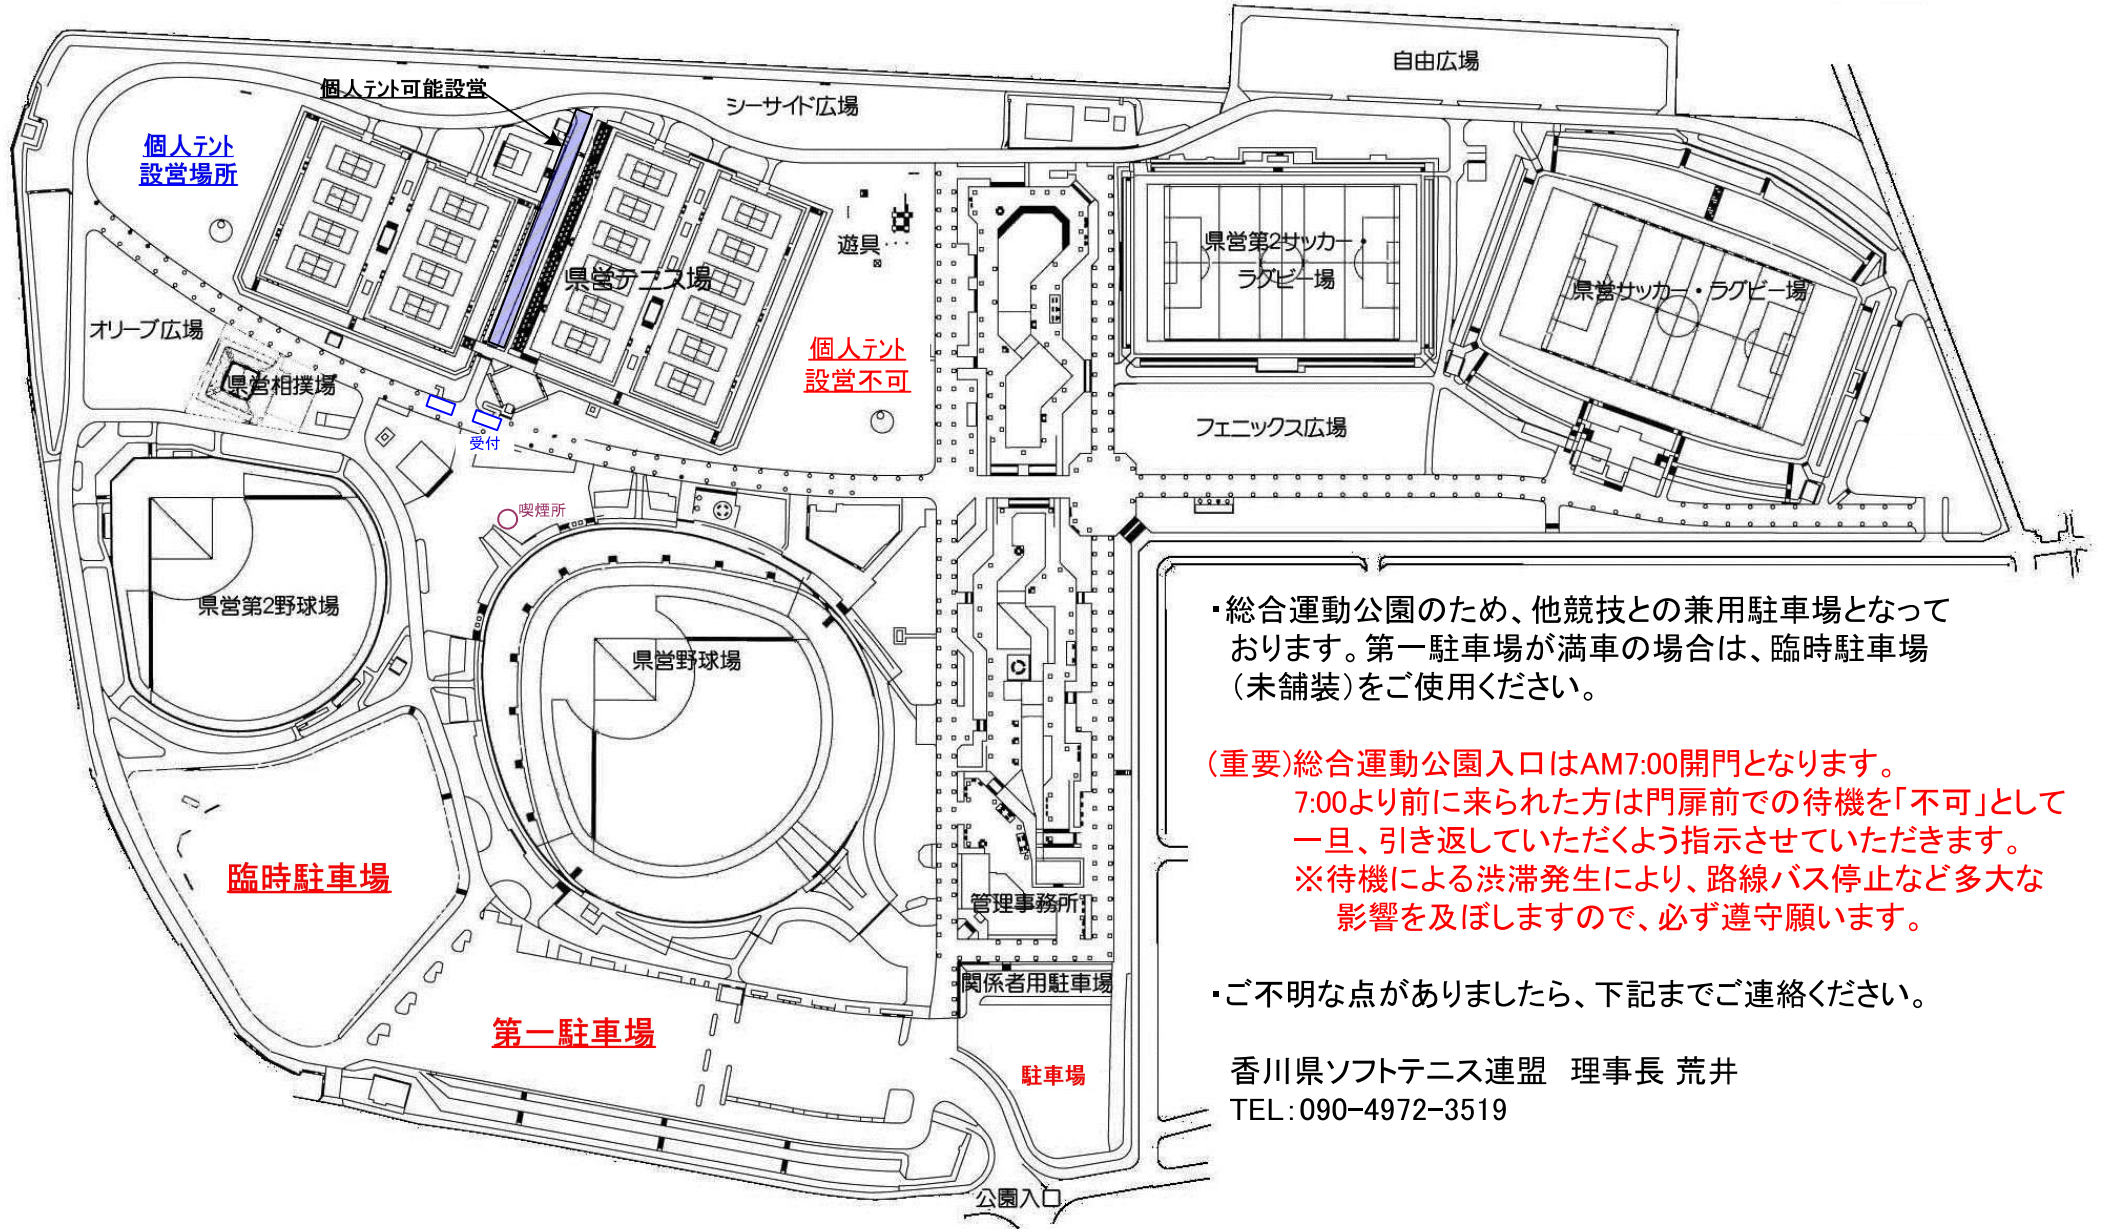 自由広場
個人テント可能設営
シーサイド広場
個人テント
設営場所
県営テニス場
遊具
県営第2サッカー
ラグビー場
県営サッカー・ラグビー場
オリーブ広場
個人テント
設営不可
県営相撲場
受付
フェニックス広場
喫煙所
県営第2野球場
県営野球場
臨時駐車場
管理事務所
関係者用駐車場
第一駐車場
駐車場
公園入口
・総合運動公園のため、他競技との兼用駐車場となって
おります。第一駐車場が満車の場合は、臨時駐車場
（未舗装）をご使用ください。
（重要）総合運動公園入口はAM7:00開門となります。
7:00より前に来られた方は門扉前での待機を「不可」として
一旦、引き返していただくよう指示させていただきます。
※待機による渋滞発生により、路線バス停止など多大な
影響を及ぼしますので、必ず遵守願います。
・ご不明な点がありましたら、下記までご連絡ください。
香川県ソフトテニス連盟　理事長 荒井
TEL：090-4972-3519